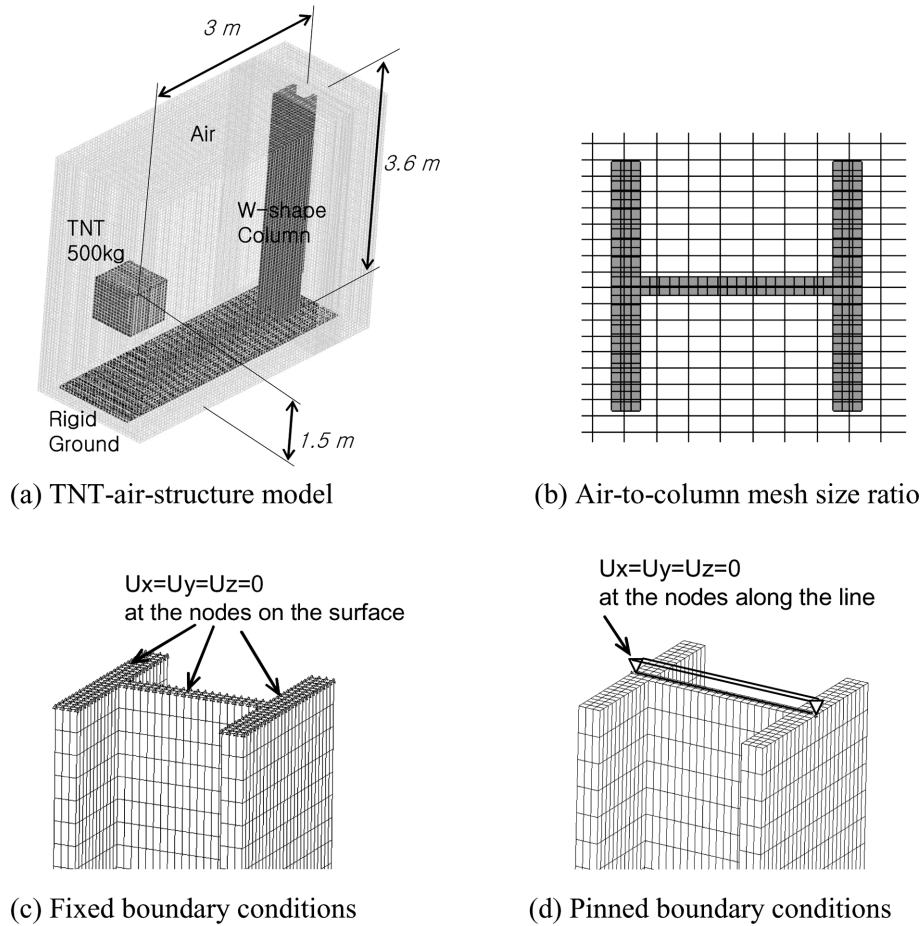 3 m
Air
3.6 m
TNT
500kg
W-shape
Column
Rigid
Ground
1.5 m
(a) TNT-air-structure model
(b) Air-to-column mesh size ratio
Ux=Uy=Uz=0
at the nodes on the surface
Ux=Uy=Uz=0
at the nodes along the line
(c) Fixed boundary conditions
(d) Pinned boundary conditions